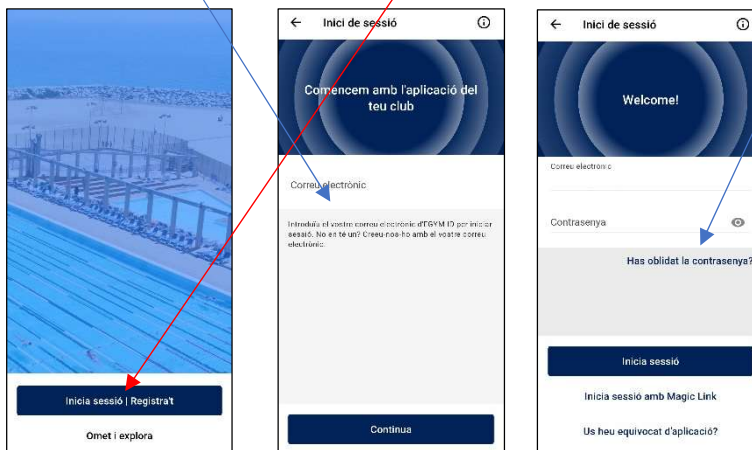 Inicia sessió | Registra't
Omet i explora
Inici de sessió
Comencem amb l'aplicació del
teu club
Correu electrònic
Introduïu el vostre correu electrònic d'EGYM ID per iniciar
sessió. No en té un? Creeu-nos-ho amb el vostre correu
electrònic.
Continua
Inici de sessió
Welcome!
Correu electrònic
Contrasenya
Has oblidat la contrasenya?
Inicia sessió
Inicia sessió amb Magic Link
Us heu equivocat d'aplicació?